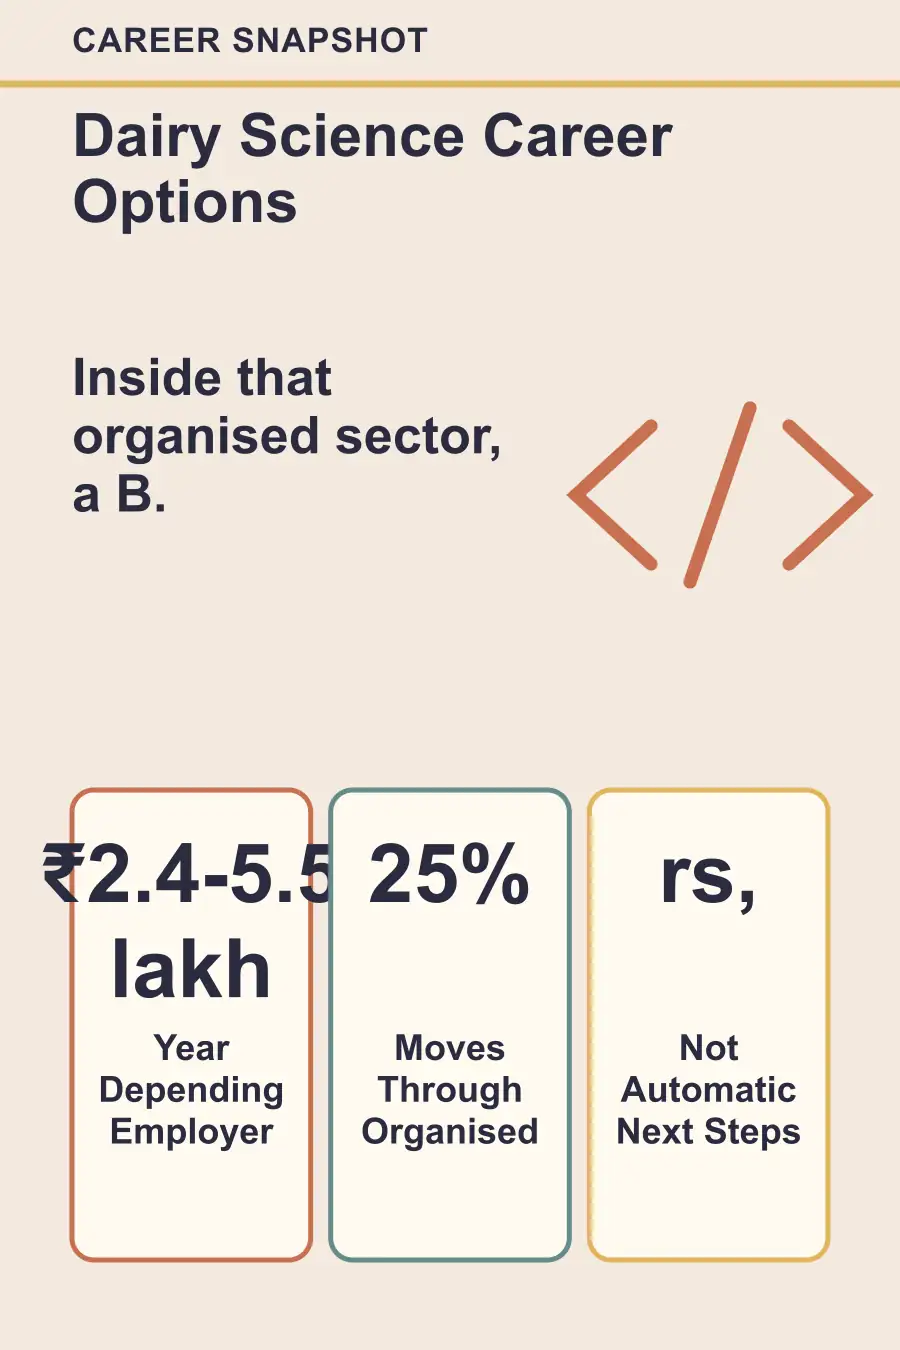 CAREER SNAPSHOT
Dairy Science Career
Options
Inside that
organised sector,
a B.
</>
₹2.4-5.5
lakh
Year
Depending
Employer
25%
Moves
Through
Organised
rs,
Not
Automatic
Next Steps